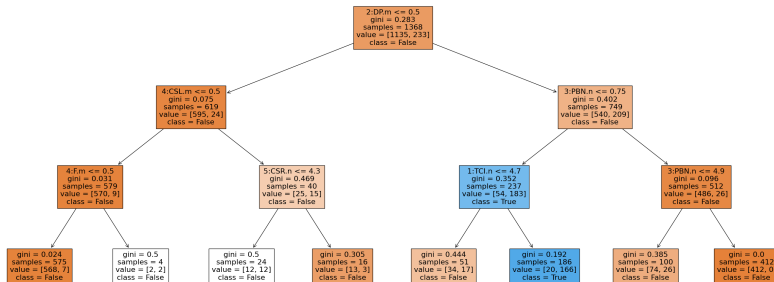 2:DP.m <= 0.5
gini = 0.283
samples = 1368
value = [1135, 233]
class = False
4:CSL.m <= 0.5
gini = 0.075
samples = 619
value = [595, 24]
class = False
3:PBN.n <= 0.75
gini = 0.402
samples = 749
value = [540, 209]
class = False
4:F.m <= 0.5
gini = 0.031
samples = 579
value = [570, 9]
class = False
5:CSR.n <= 4.3
gini = 0.469
samples = 40
value = [25, 15]
class = False
1:TCI.n <= 4.7
gini = 0.352
samples = 237
value = [54, 183]
class = True
3:PBN.n <= 4.9
gini = 0.096
samples = 512
value = [486, 26]
class = False
gini = 0.024
samples = 575
value = [568, 7]
class = False
gini = 0.5
samples = 4
value = [2, 2]
class = False
gini = 0.5
samples = 24
value = [12, 12]
class = False
gini = 0.305
samples = 16
value = [13, 3]
class = False
gini = 0.444
samples = 51
value = [34, 17]
class = False
gini = 0.192
samples = 186
value = [20, 166]
class = True
gini = 0.385
samples = 100
value = [74, 26]
class = False
gini = 0.0
samples = 412
value = [412, 0
class = False